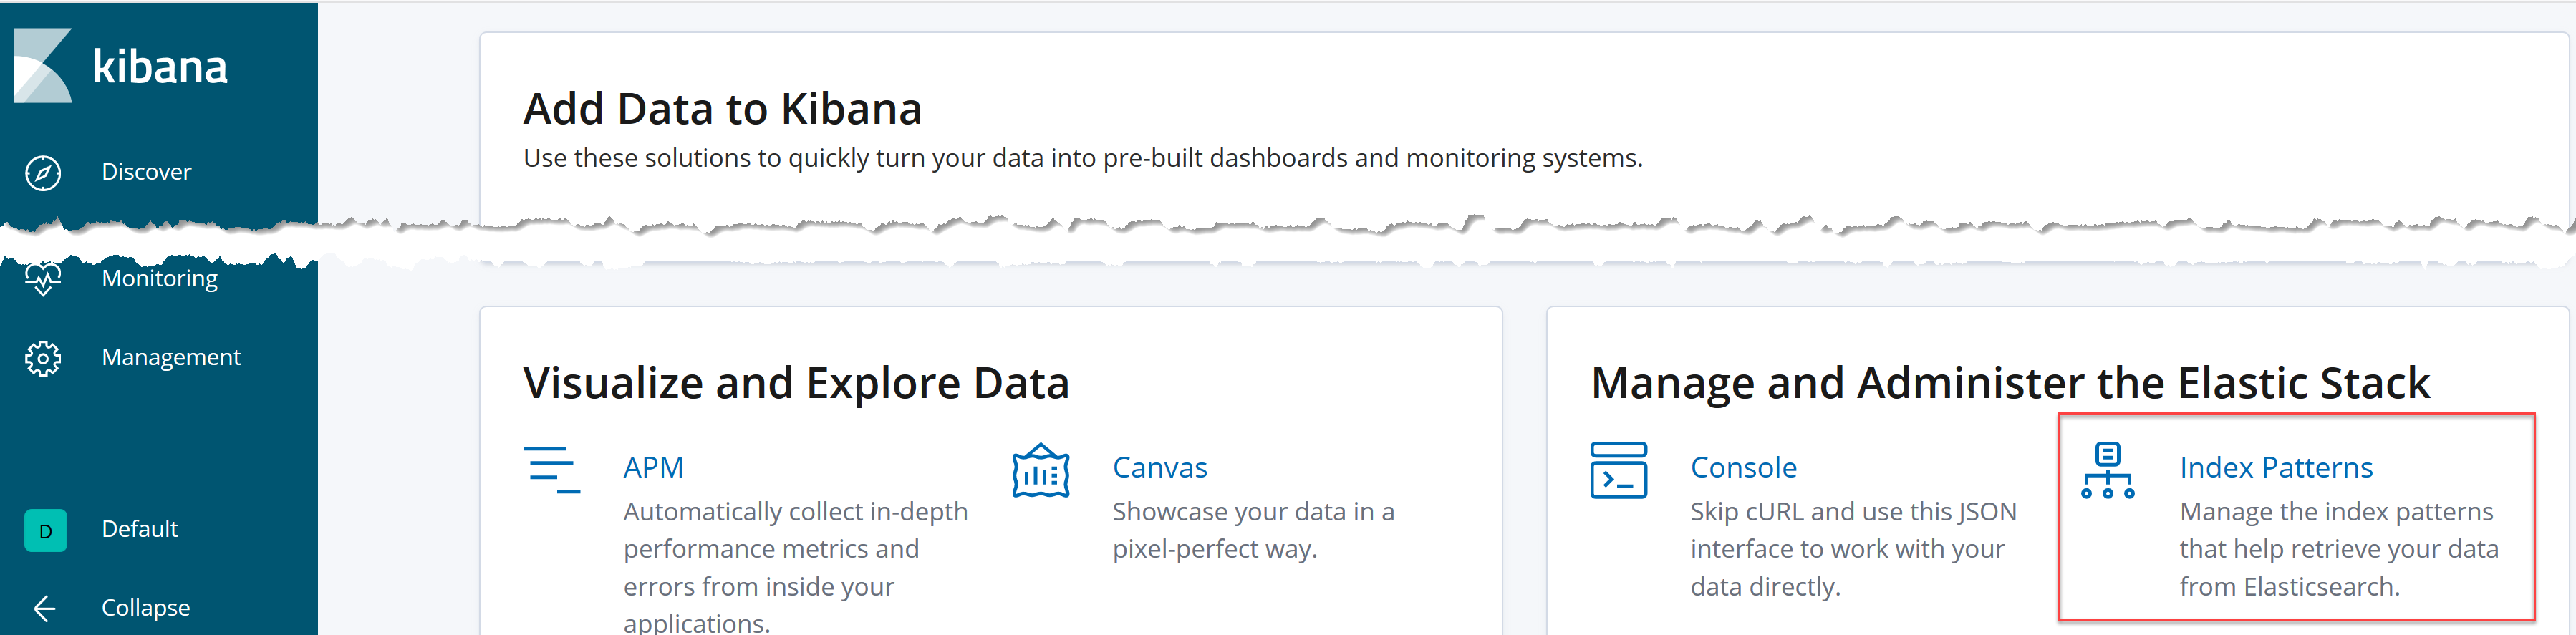 kibana
Discover
Monitoring
Management
D
Default
Collapse
Add Data to Kibana
Use these solutions to quickly turn your data into pre-built dashboards and monitoring systems.
Visualize and Explore Data
APM
Automatically collect in-depth
performance metrics and
errors from inside your
applications.
Canvas
Showcase your data in a
pixel-perfect way.
Manage and Administer the Elastic Stack
Console
Skip cURL and use this JSON
interface to work with your
data directly.
Index Patterns
Manage the index patterns
that help retrieve your data
from Elasticsearch.